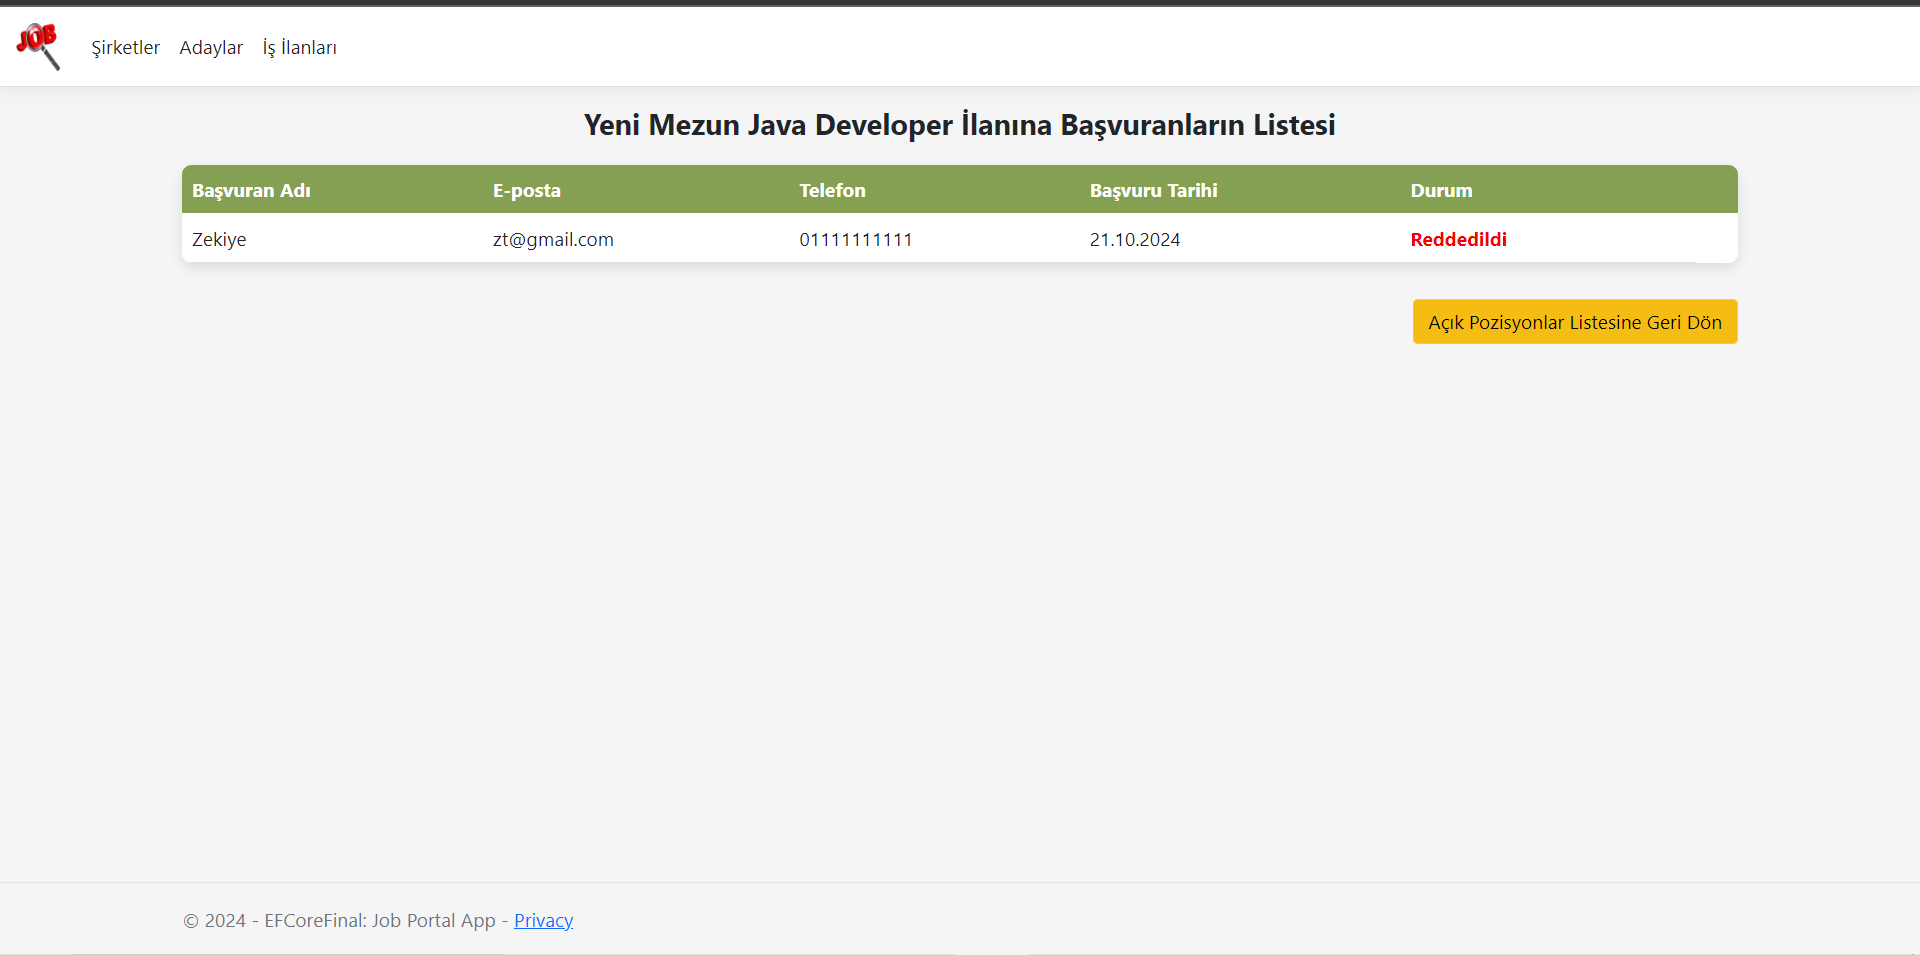 JOB
Şirketler Adaylar İş İlanları
Yeni Mezun Java Developer İlanına Başvuranların Listesi
Başvuran Adı E-posta Telefon Başvuru Tarihi Durum
Zekiye zt@gmail.com 01111111111 21.10.2024 Reddedildi
Açık Pozisyonlar Listesine Geri Dön
© 2024 - EFCoreFinal: Job Portal App - Privacy